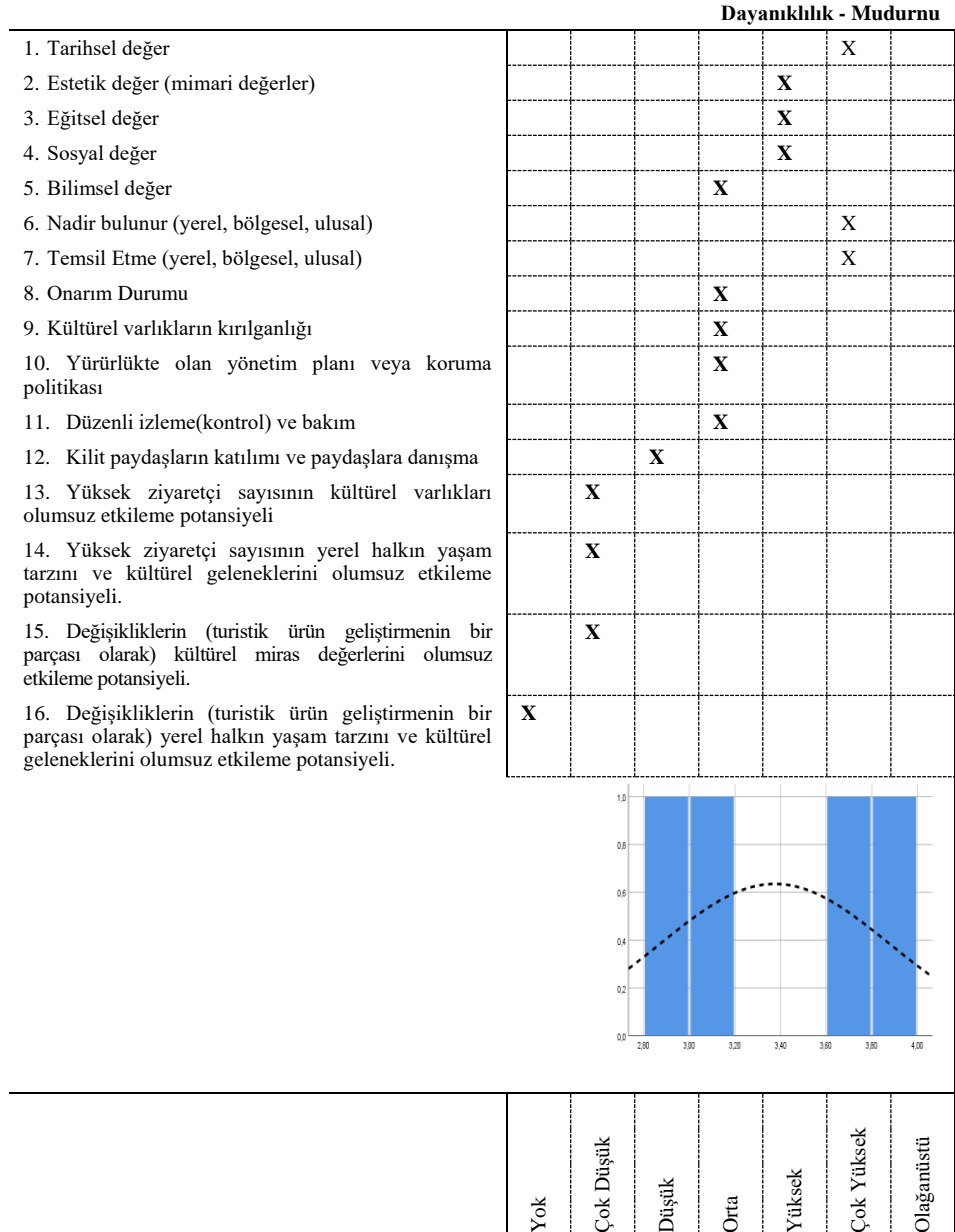 Dayanıklılık - Mudurnu
1. Tarihsel değer X
2. Estetik değer (mimari değerler) X
3. Eğitsel değer X
4. Sosyal değer X
5. Bilimsel değer X
6. Nadir bulunur (yerel, bölgesel, ulusal) X
7. Temsil Etme (yerel, bölgesel, ulusal) X
8. Onarım Durumu X
9. Kültürel varlıkların kırılganlığı X
10. Yürürlükte olan yönetim planı veya koruma X
politikası
11. Düzenli izleme(kontrol) ve bakım X
12. Kilit paydaşların katılımı ve paydaşlara danışma X
13. Yüksek ziyaretçi sayısının kültürel varlıkları X
olumsuz etkileme potansiyeli
14. Yüksek ziyaretçi sayısının yerel halkın yaşam X
tarzını ve kültürel geleneklerini olumsuz etkileme
potansiyeli.
15. Değişikliklerin (turistik ürün geliştirmenin bir X
parçası olarak) kültürel miras değerlerini olumsuz
etkileme potansiyeli.
16. Değişikliklerin (turistik ürün geliştirmenin bir X
parçası olarak) yerel halkın yaşam tarzını ve kültürel
geleneklerini olumsuz etkileme potansiyeli.
1,0
0,8
0,6
0,4
0,2
0,0
2,80 3,00 3,20 3,40 3,60 3,80 4,00
Yok
Çok Düşük
Düşük
Orta
Yüksek
Çok Yüksek
Olağanüstü